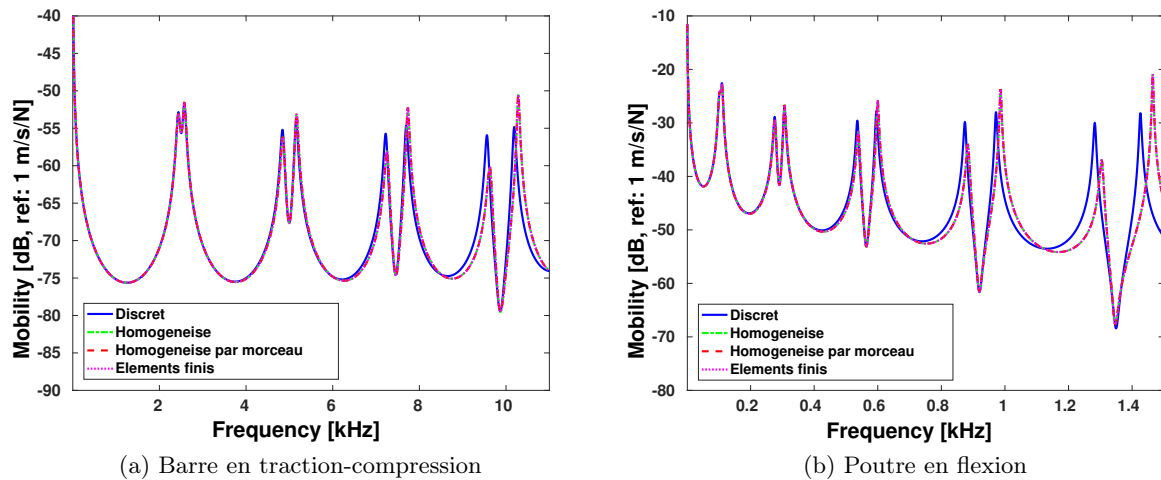 -40
-45
-50
-55
-60
-65
-70
-75
-80
-85
-90
Mobility [dB, ref: 1 m/s/N]
Discret
Homogeneise
Homogeneise par morceau
Elements finis
2 4 6 8 10
Frequency [kHz]
(a) Barre en traction-compression
-10
-20
-30
-40
-50
-60
-70
-80
Mobility [dB, ref: 1 m/s/N]
Discret
Homogeneise
Homogeneise par morceau
Elements finis
0.2 0.4 0.6 0.8 1 1.2 1.4
Frequency [kHz]
(b) Poutre en flexion